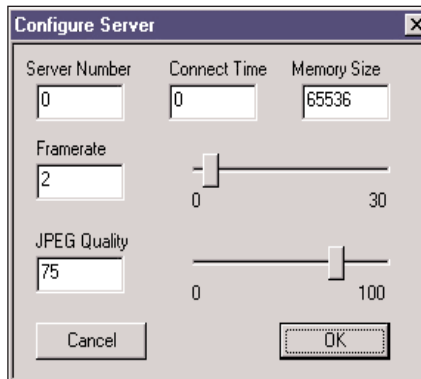 Configure Server
Server Number Connect Time Memory Size
0 0 65536
Framerate
2
0 30
JPEG Quality
75
0 100
Cancel OK